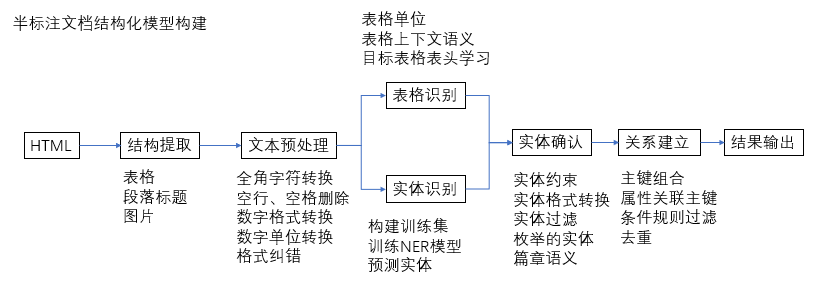 半标注文档结构化模型构建
表格单位
表格上下文语义
目标表格表头学习
表格识别
HTML
结构提取
文本预处理
实体确认
关系建立
结果输出
表格
段落标题
图片
全角字符转换
空行、空格删除
数字格式转换
数字单位转换
格式纠错
实体识别
构建训练集
训练NER模型
预测实体
实体约束
实体格式转换
实体过滤
枚举的实体
篇章语义
主键组合
属性关联主键
条件规则过滤
去重